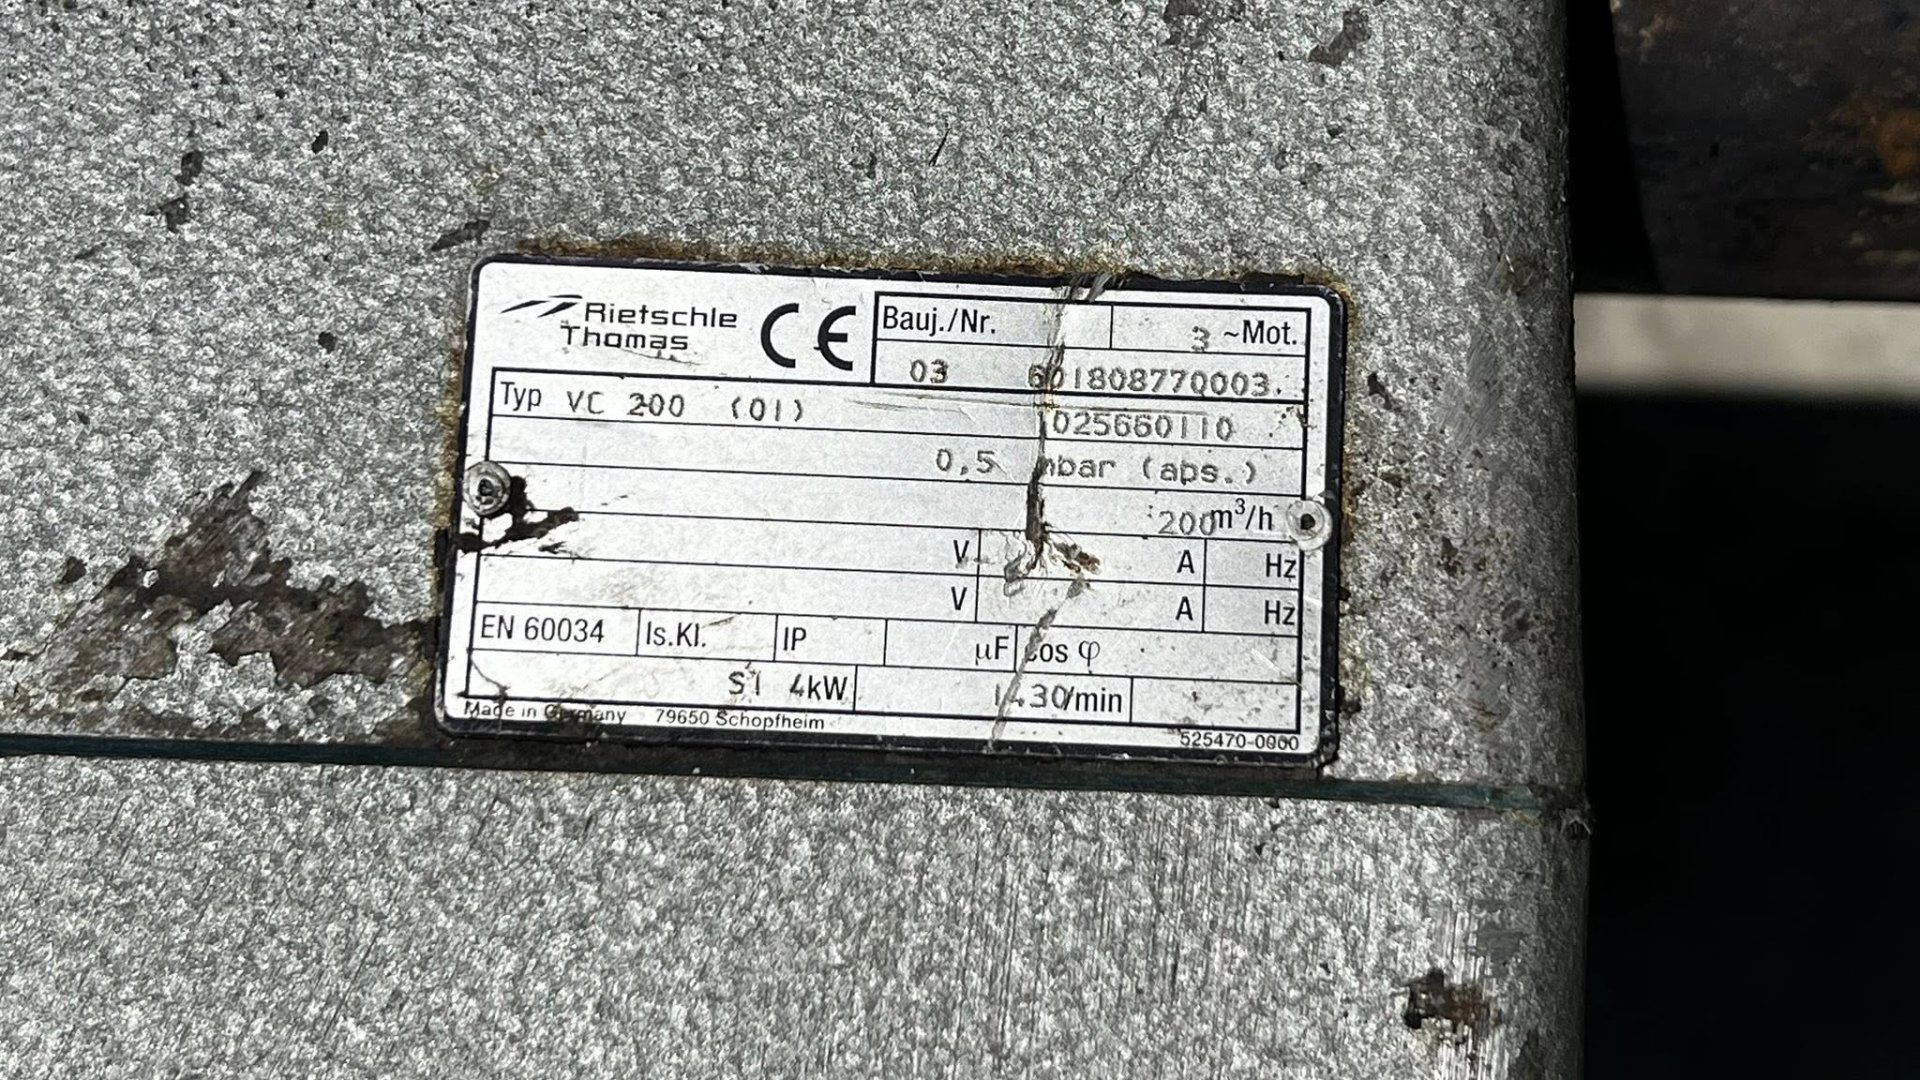 Rietschle
Thomas
CE
Bauj./Nr. 3 ~Mot.
03 601808770003.
Typ VC 200 (01)
025660110
0,5 mbar (abs.)
200 m³/h
V A Hz
V A Hz
EN 60034 Is.Kl. IP µF cos φ
S1 4kW 1430/min
Made in Germany 79650 Schopfheim
525470-0000